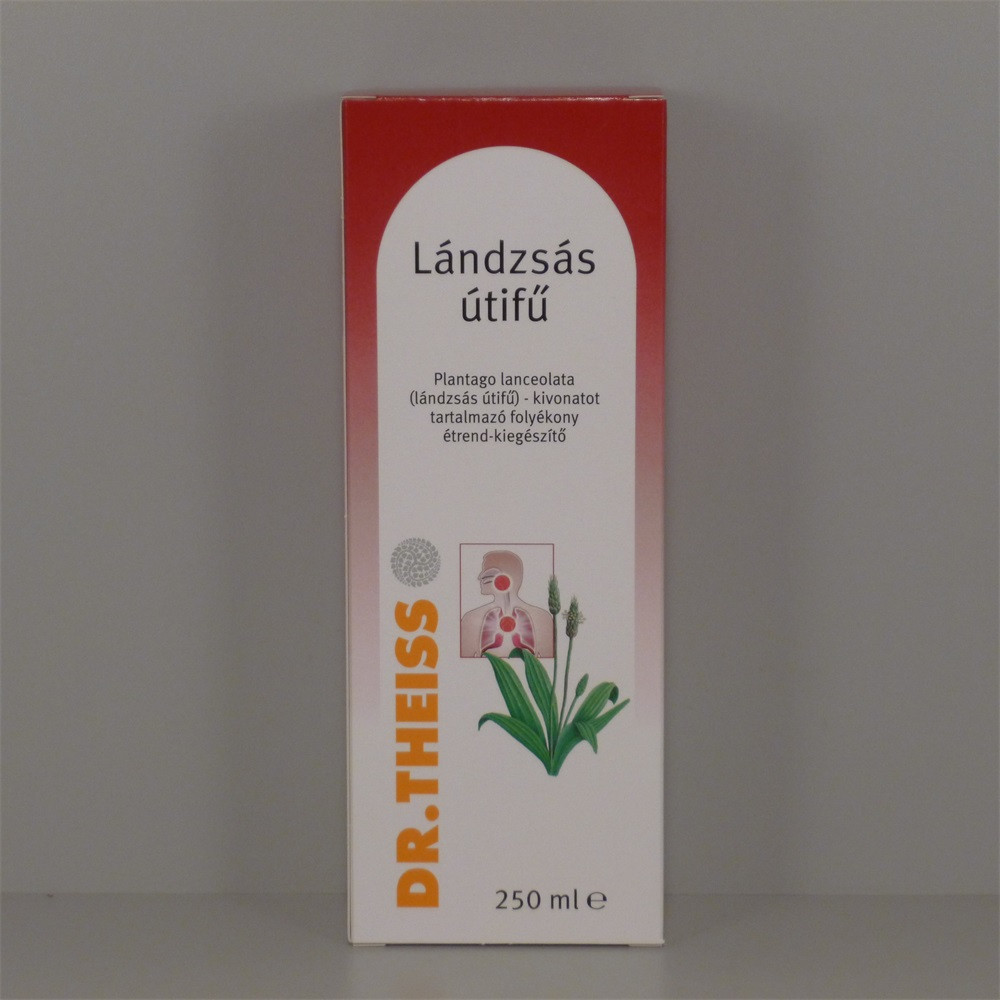 Lándzsás
útifű
Plantago lanceolata
(lándzsás útifű) - kivonatot
tartalmazó folyékony
étrend-kiegészítő
DR.THEISS
250 ml ℮